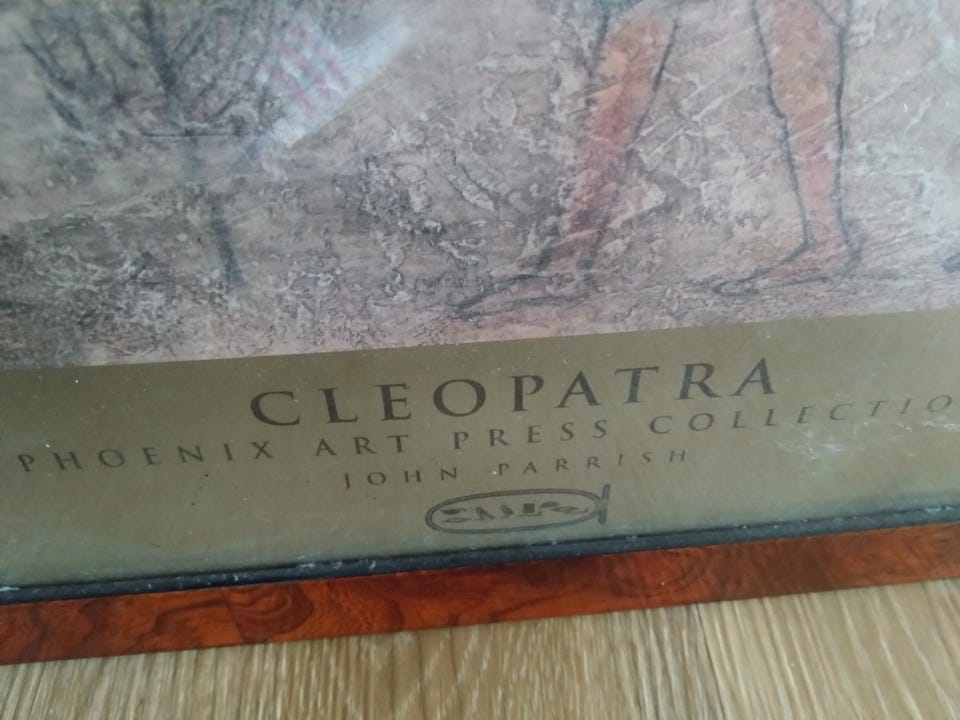 CLEOPATRA
PHOENIX ART PRESS COLLECTIO
JOHN PARRISH